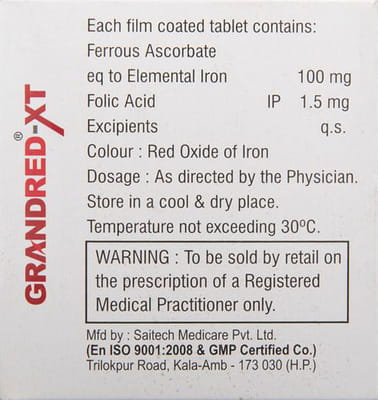 GRANDRED-XT®
Each film coated tablet contains:
Ferrous Ascorbate
eq to Elemental Iron 100 mg
Folic Acid IP 1.5 mg
Excipients q.s.
Colour : Red Oxide of Iron
Dosage : As directed by the Physician.
Store in a cool & dry place.
Temperature not exceeding 30ºC.
WARNING : To be sold by retail on
the prescription of a Registered
Medical Practitioner only.
Mfd by : Saitech Medicare Pvt. Ltd.
(En ISO 9001:2008 & GMP Certified Co.)
Trilokpur Road, Kala-Amb - 173 030 (H.P.)